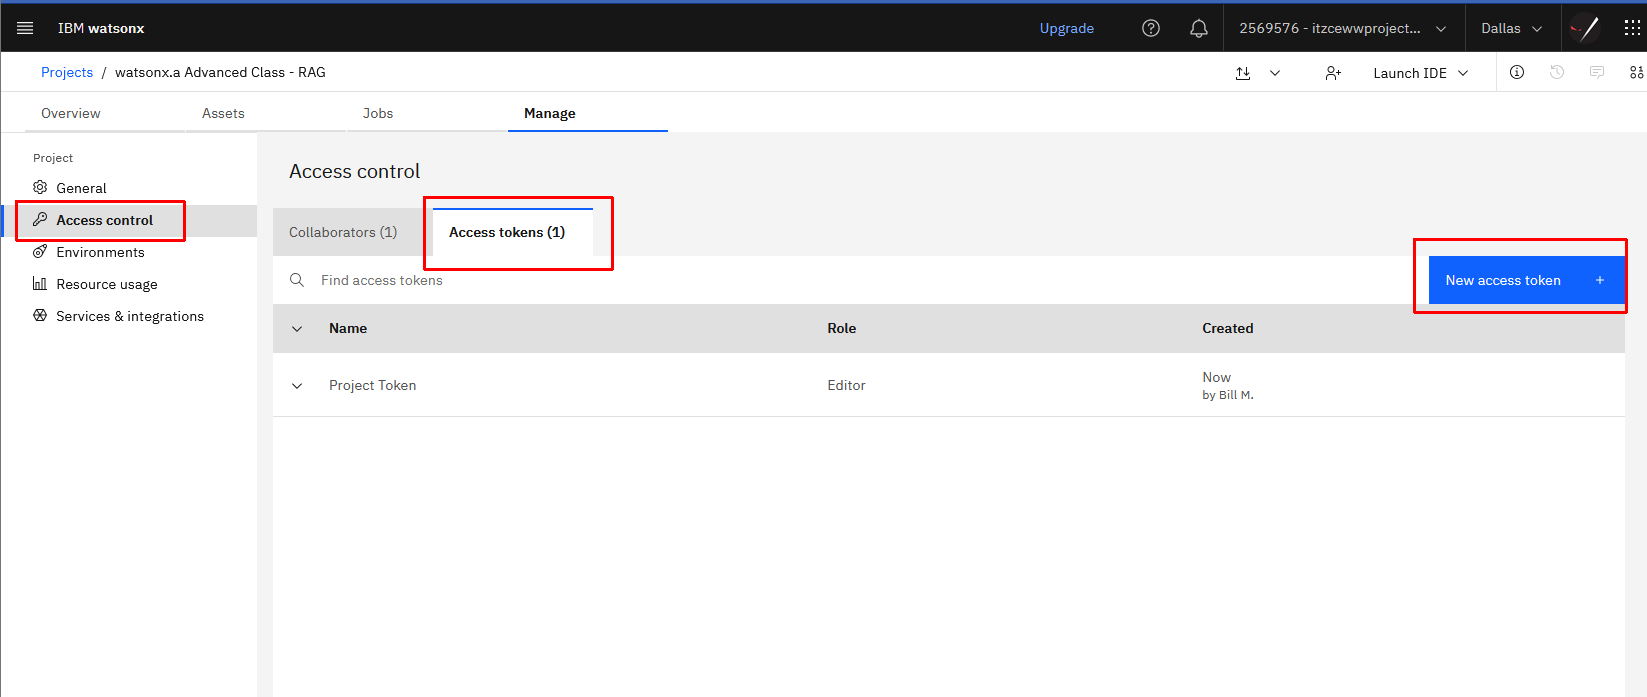 IBM watsonx
Upgrade
2569576 - itzcewwproject...
Dallas
Projects / watsonx.a Advanced Class - RAG
Launch IDE
Overview
Assets
Jobs
Manage
Project
General
Access control
Environments
Resource usage
Services & integrations
Access control
Collaborators (1)
Access tokens (1)
Find access tokens
New access token +
Name Role Created
Project Token Editor Now
by Bill M.